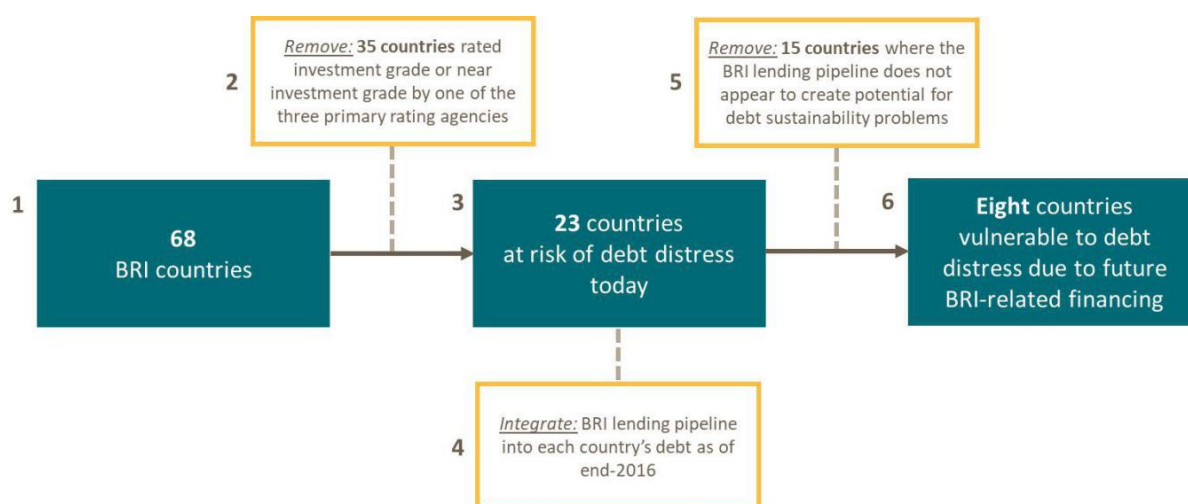 1
68
BRI countries
2
Remove: 35 countries rated
investment grade or near
investment grade by one of the
three primary rating agencies
3
23 countries
at risk of debt distress
today
4
Integrate: BRI lending pipeline
into each country's debt as of
end-2016
5
Remove: 15 countries where the
BRI lending pipeline does not
appear to create potential for
debt sustainability problems
6
Eight countries
vulnerable to debt
distress due to future
BRI-related financing